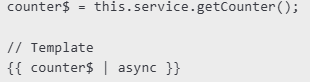 counter$ = this.service.getCounter();
// Template
{{ counter$ | async }}